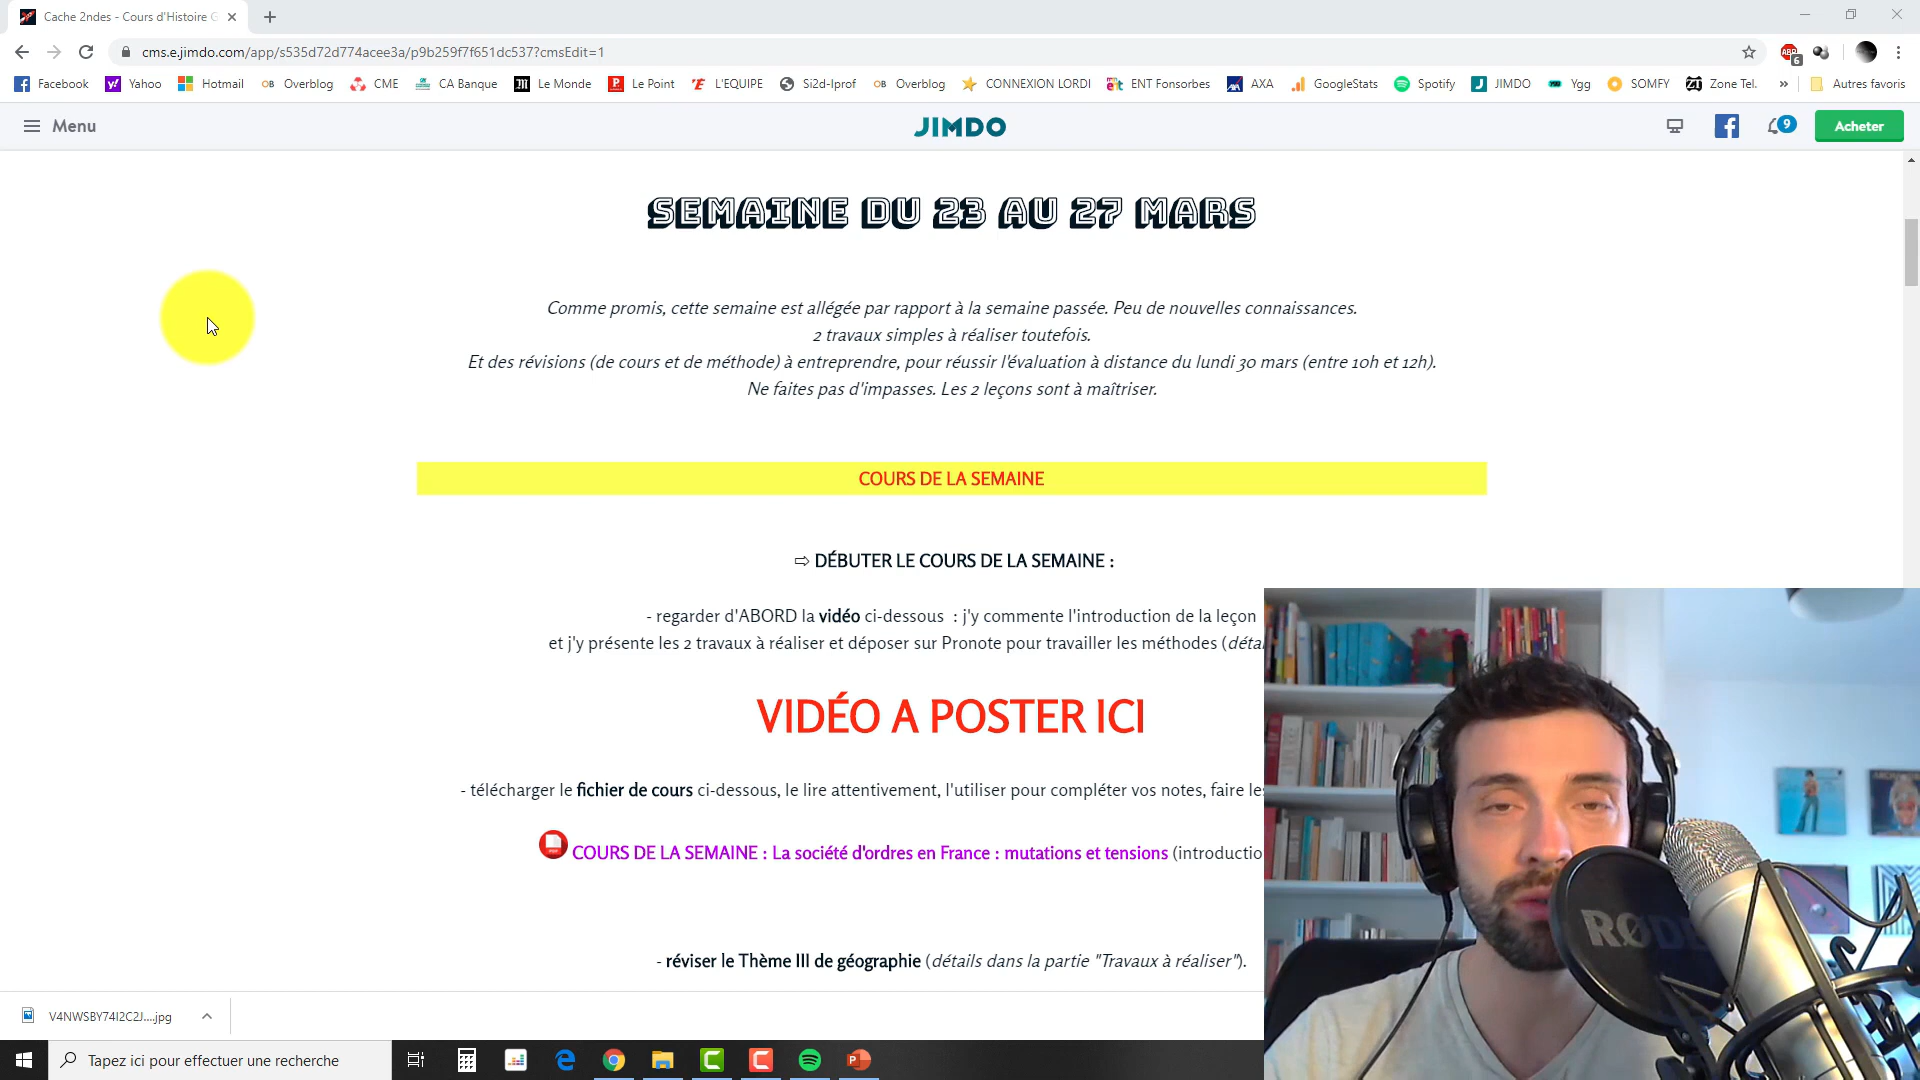 Cache 2ndes - Cours d'Histoire G
cms.e.jimdo.com/app/s535d72d774acee3a/p9b259f7f651dc537?cmsEdit=1
ABP
6
Facebook Yahoo Hotmail OB Overblog CME CA Banque Le Monde Le Point L'EQUIPE Si2d-Iprof OB Overblog CONNEXION LORDI ENT Fonsorbes AXA GoogleStats Spotify JIMDO Ygg SOMFY Zone Tel. » Autres favoris
Menu
JIMDO
9
Acheter
SEMAINE DU 23 AU 27 MARS
Comme promis, cette semaine est allégée par rapport à la semaine passée. Peu de nouvelles connaissances.
2 travaux simples à réaliser toutefois.
Et des révisions (de cours et de méthode) à entreprendre, pour réussir l'évaluation à distance du lundi 30 mars (entre 10h et 12h).
Ne faites pas d'impasses. Les 2 leçons sont à maîtriser.
COURS DE LA SEMAINE
⇨ DÉBUTER LE COURS DE LA SEMAINE :
- regarder d'ABORD la vidéo ci-dessous : j'y commente l'introduction de la leçon
et j'y présente les 2 travaux à réaliser et déposer sur Pronote pour travailler les méthodes (détai
VIDÉO A POSTER ICI
- télécharger le fichier de cours ci-dessous, le lire attentivement, l'utiliser pour compléter vos notes, faire les
COURS DE LA SEMAINE : La société d'ordres en France : mutations et tensions (introductio
- réviser le Thème III de géographie (détails dans la partie "Travaux à réaliser").
RØDE
V4NWSBY74I2C2J....jpg
Tapez ici pour effectuer une recherche